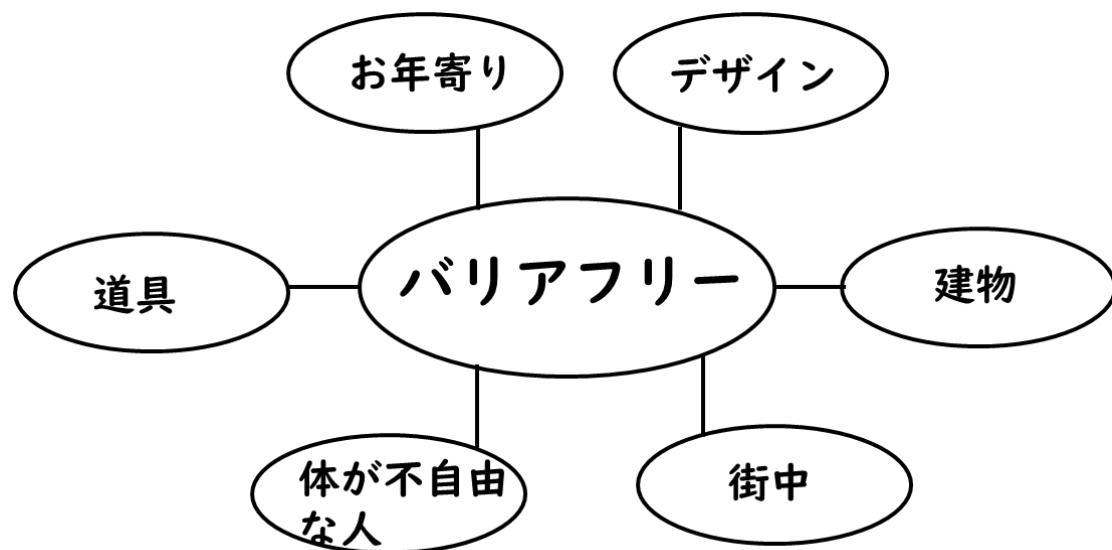 お年寄り
デザイン
バリアフリー
道具
建物
体が不自由
な人
街中